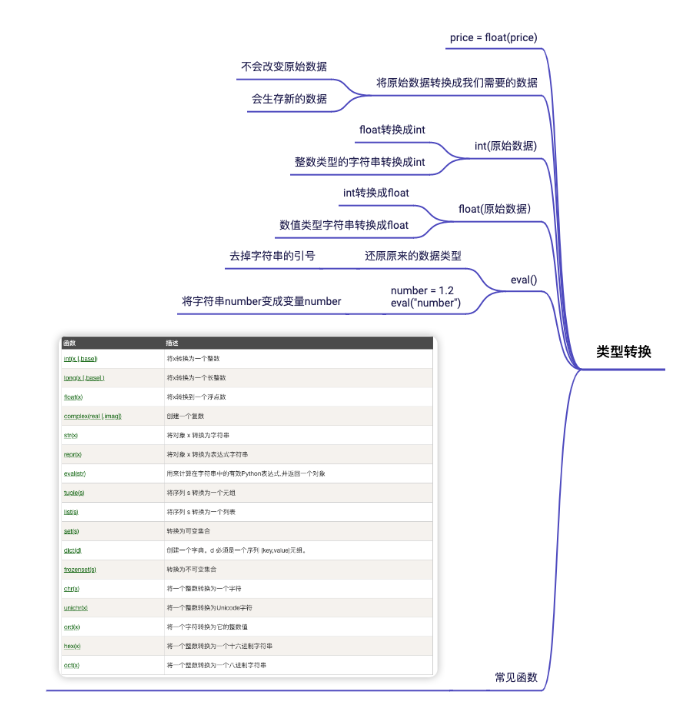 price = float(price)
不会改变原始数据
将原始数据转换成我们需要的数据
会生存新的数据
float转换成int
int(原始数据)
整数类型的字符串转换成int
int转换成float
float(原始数据)
数值类型字符串转换成float
去掉字符串的引号
还原原来的数据类型
eval()
number = 1.2
eval("number")
将字符串number变成变量number
类型转换
函数 描述
int(x [,base]) 将x转换为一个整数
long(x [,base] ) 将x转换为一个长整数
float(x) 将x转换到一个浮点数
complex(real [,imag]) 创建一个复数
str(x) 将对象 x 转换为字符串
repr(x) 将对象 x 转换为表达式字符串
eval(str) 用来计算在字符串中的有效Python表达式,并返回一个对象
tuple(s) 将序列 s 转换为一个元组
list(s) 将序列 s 转换为一个列表
set(s) 转换为可变集合
dict(d) 创建一个字典。d 必须是一个序列 (key,value)元组。
frozenset(s) 转换为不可变集合
chr(x) 将一个整数转换为一个字符
unichr(x) 将一个整数转换为Unicode字符
ord(x) 将一个字符转换为它的整数值
hex(x) 将一个整数转换为一个十六进制字符串
oct(x) 将一个整数转换为一个八进制字符串
常见函数